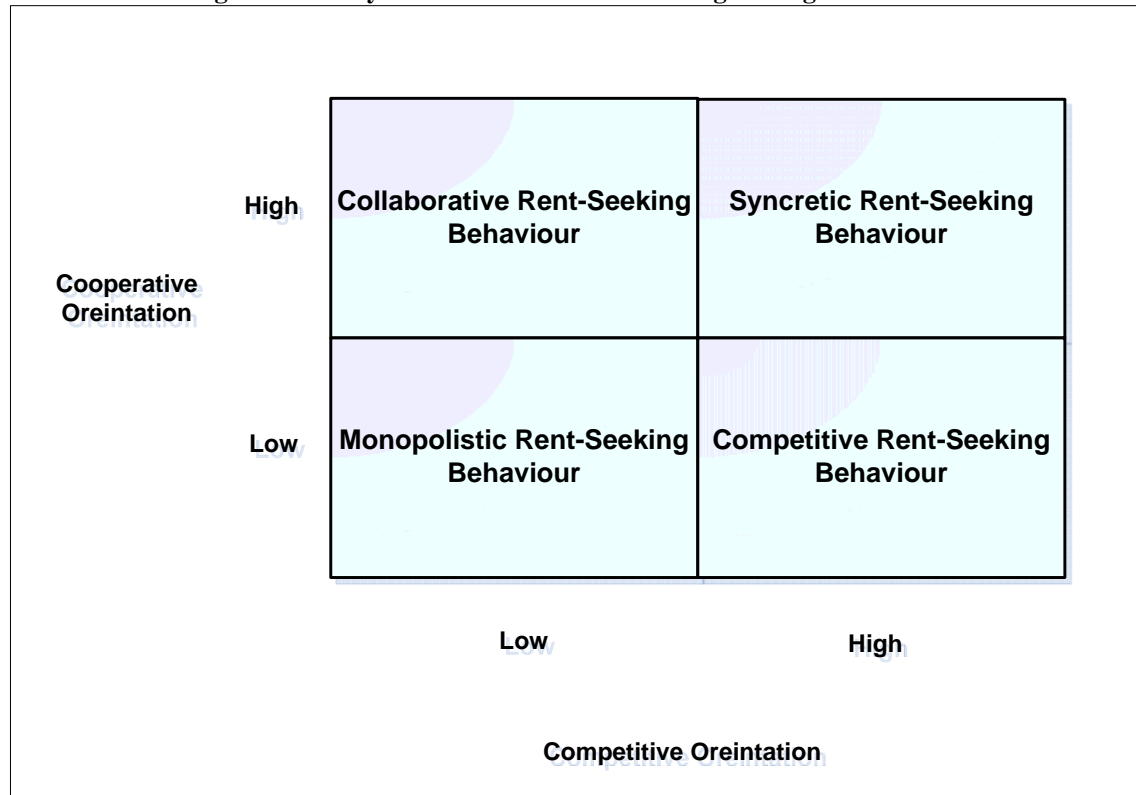 High
Collaborative Rent-Seeking
Behaviour
Syncretic Rent-Seeking
Behaviour
Cooperative
Oreintation
Low
Monopolistic Rent-Seeking
Behaviour
Competitive Rent-Seeking
Behaviour
Low
High
Competitive Oreintation